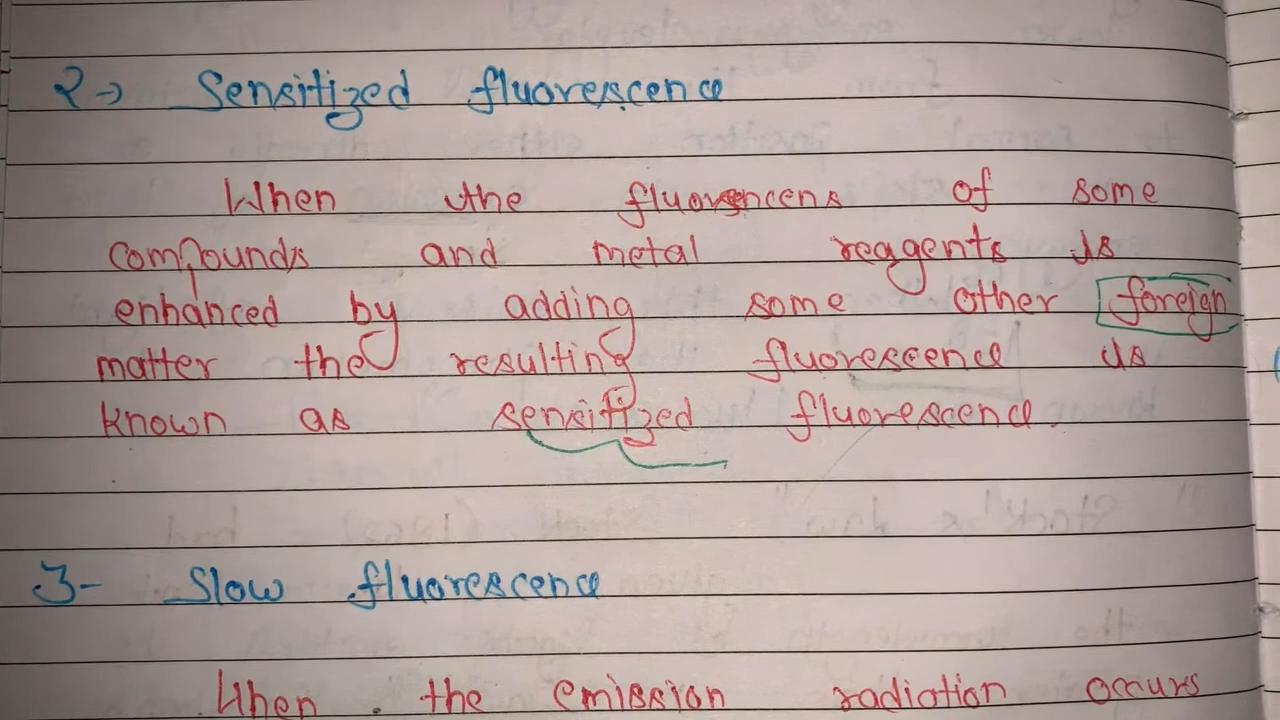 2→ Sensitized fluorescence
When the fluorescens of some
compounds and metal reagents is
enhanced by adding some other foreign
matter the resulting fluorescence is
known as sensitized fluorescence.
3- Slow fluorescence
When the emission radiation occurs